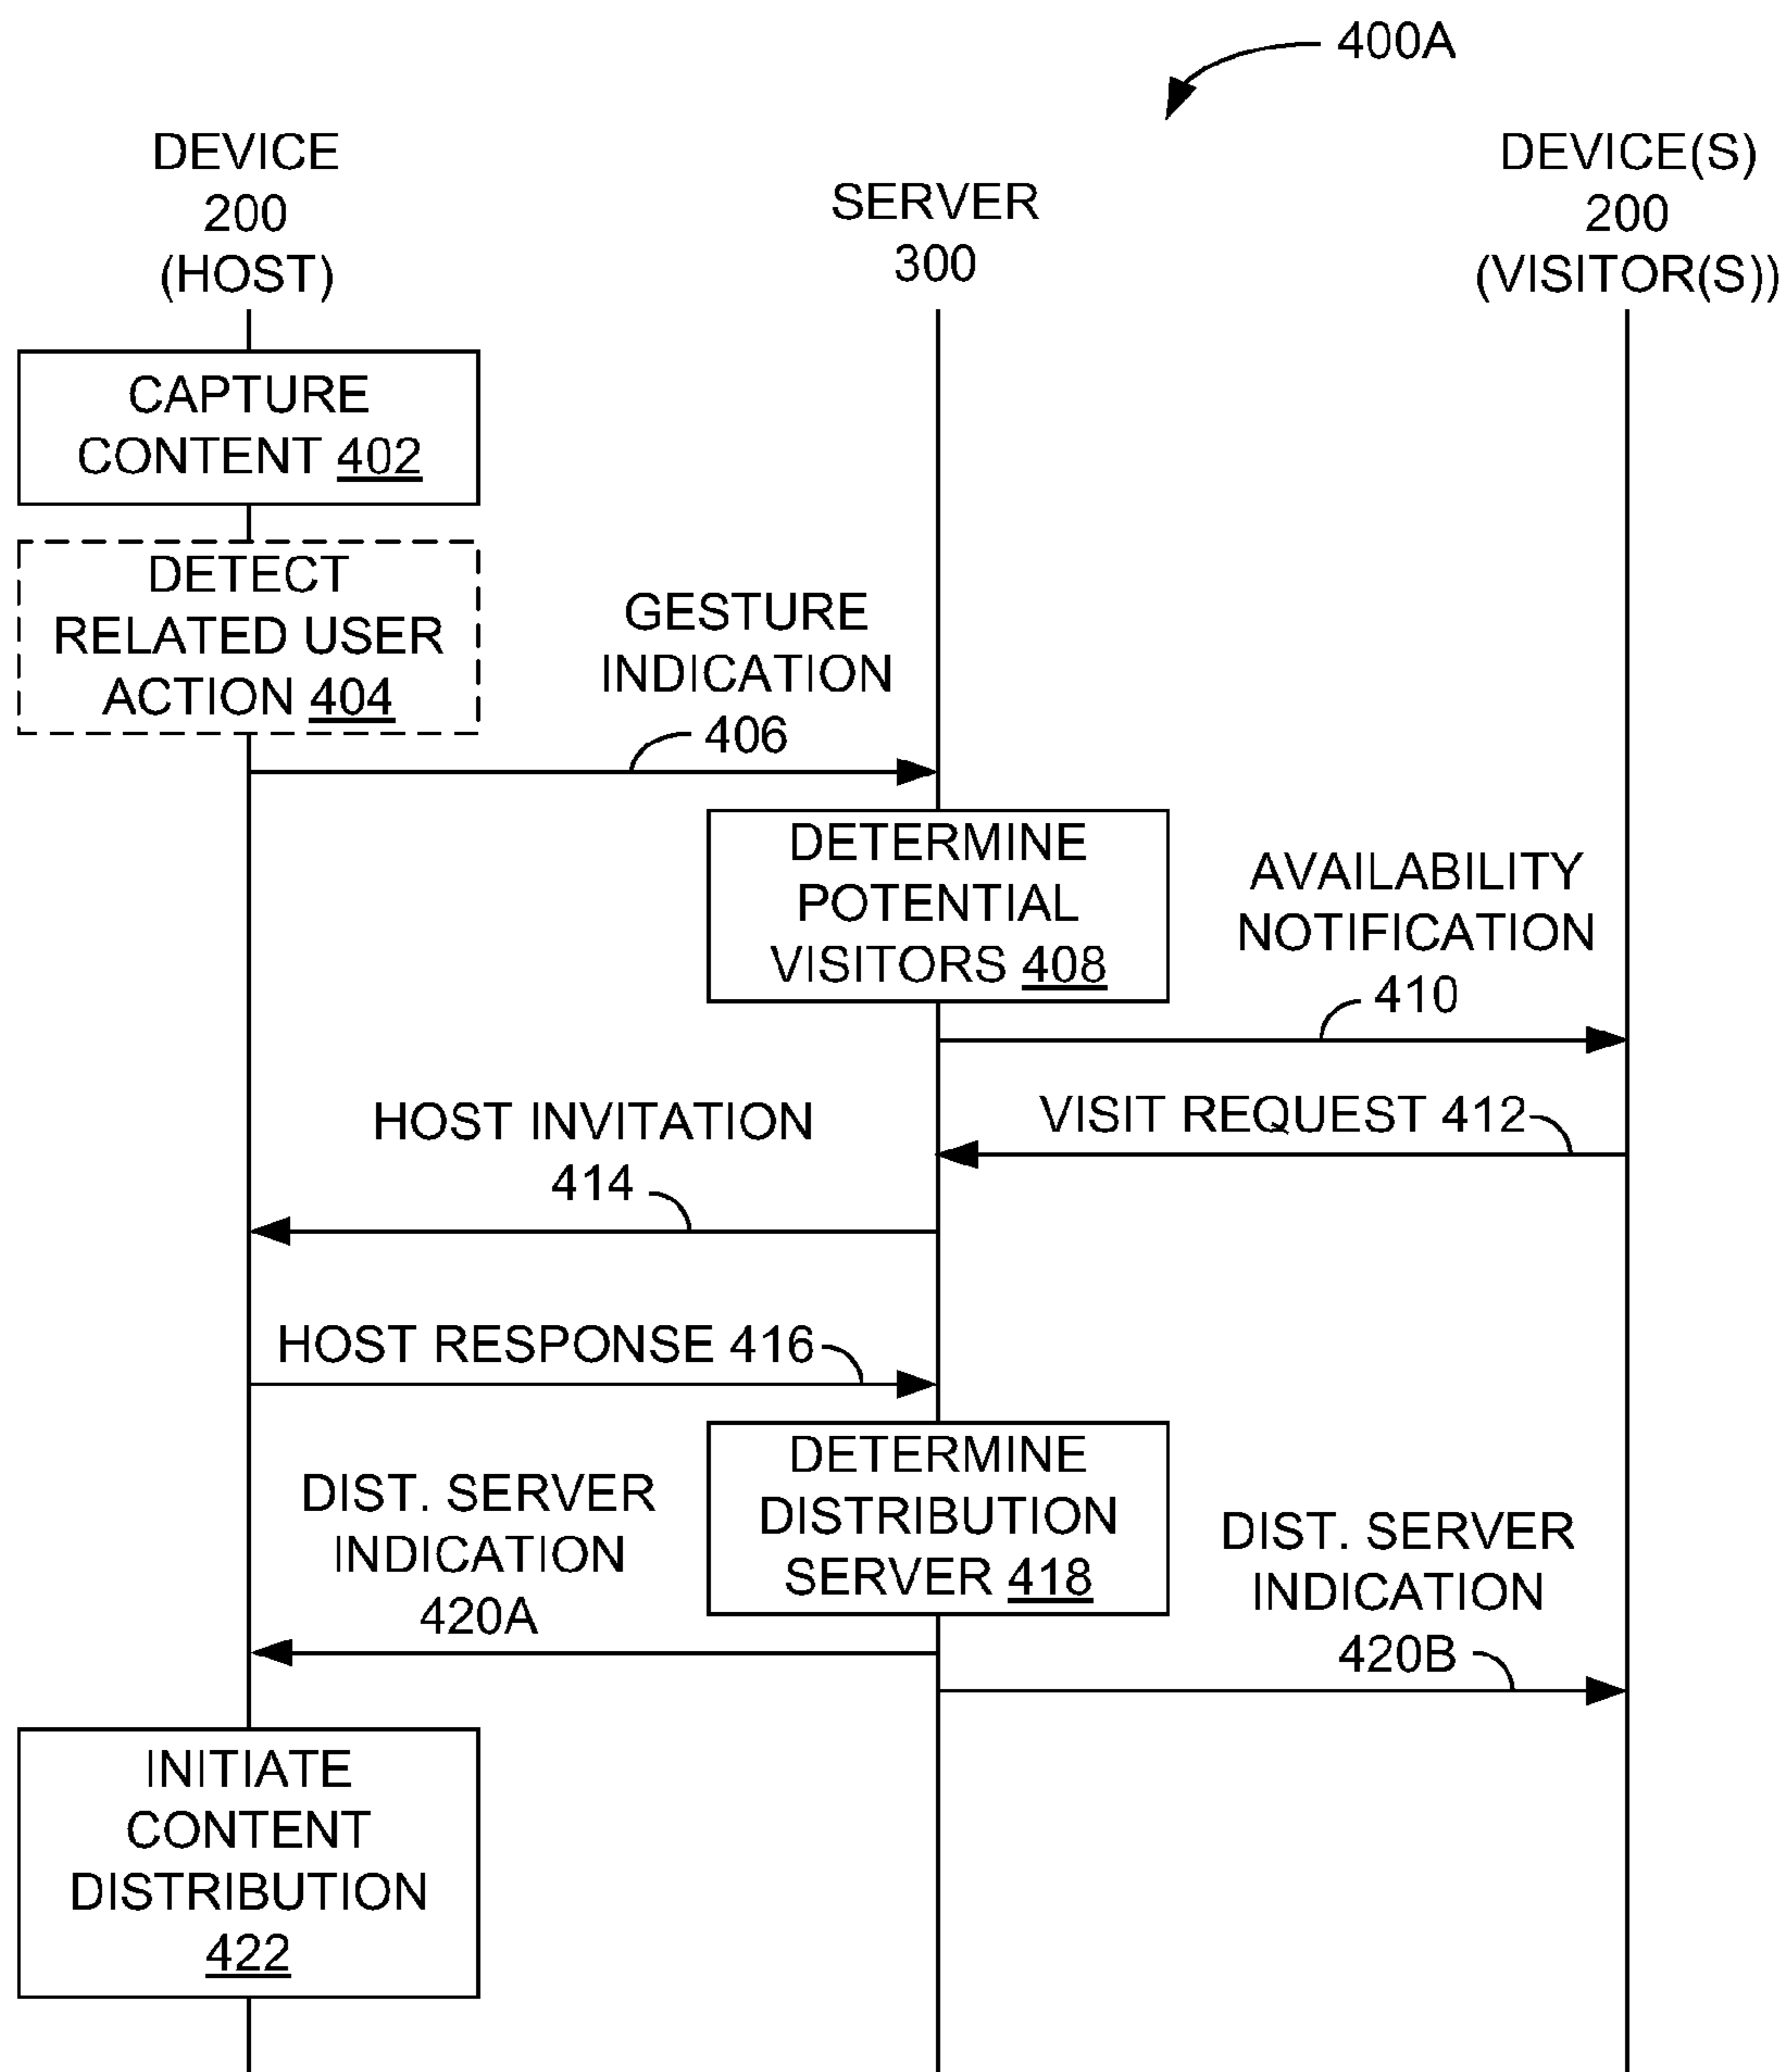 400A
DEVICE
200
(HOST)
SERVER
300
DEVICE(S)
200
(VISITOR(S))
CAPTURE
CONTENT 402
DETECT
RELATED USER
ACTION 404
GESTURE
INDICATION
406
DETERMINE
POTENTIAL
VISITORS 408
AVAILABILITY
NOTIFICATION
410
VISIT REQUEST 412
HOST INVITATION
414
HOST RESPONSE 416
DETERMINE
DISTRIBUTION
SERVER 418
DIST. SERVER
INDICATION
420A
DIST. SERVER
INDICATION
420B
INITIATE
CONTENT
DISTRIBUTION
422